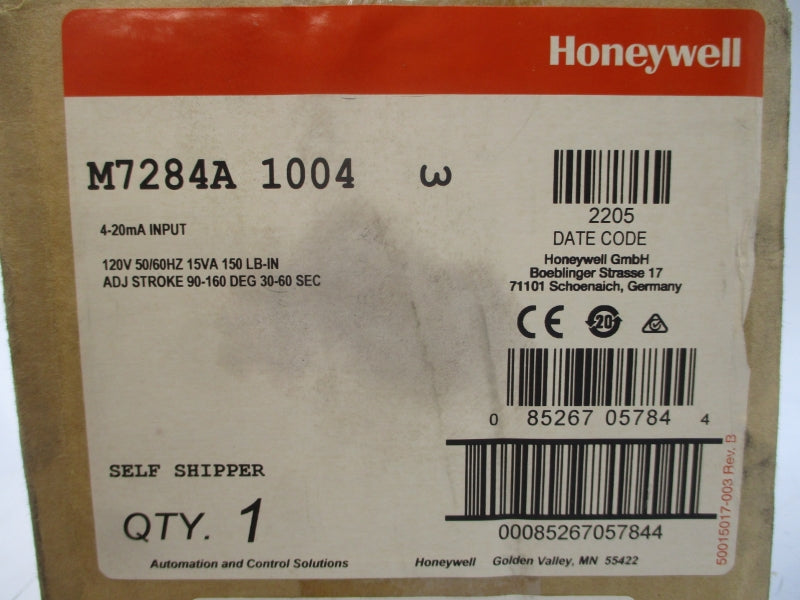 Honeywell
M7284A 1004 3
2205
DATE CODE
4-20mA INPUT
Honeywell GmbH
Boeblinger Strasse 17
71101 Schoenaich, Germany
120V 50/60HZ 15VA 150 LB-IN
ADJ STROKE 90-160 DEG 30-60 SEC
CE 20
0 85267 05784 4
SELF SHIPPER
QTY. 1
00085267057844
Automation and Control Solutions
Honeywell Golden Valley, MN 55422
50015017-003 Rev. B